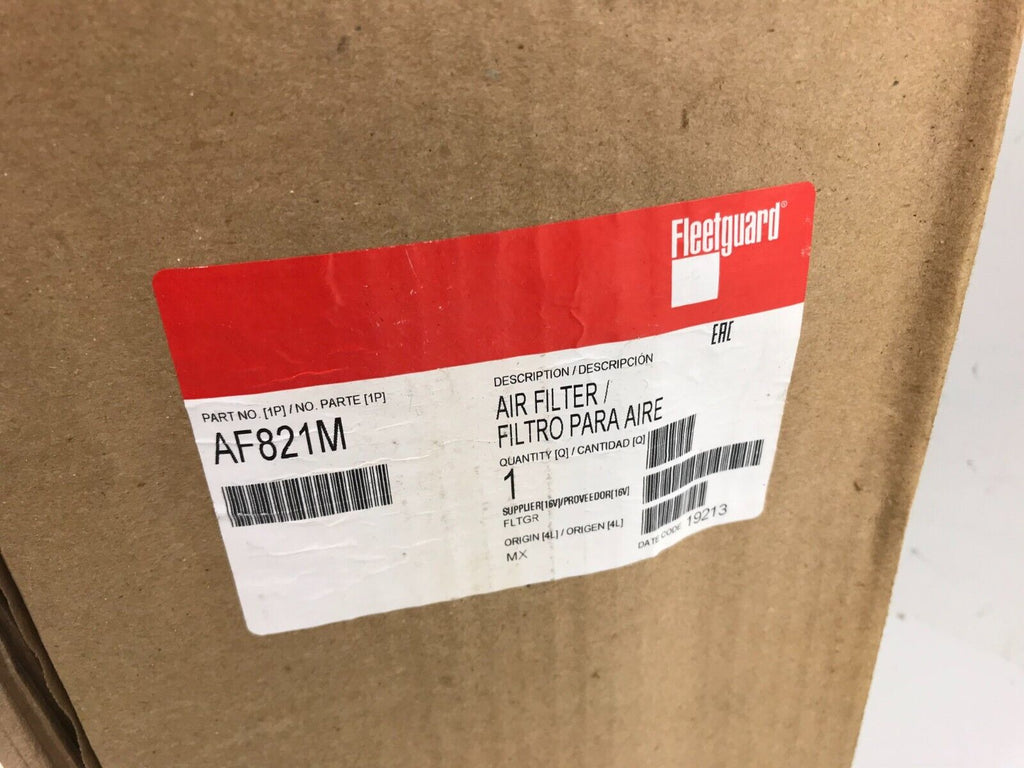 Fleetguard®
EAC
PART NO. [1P] / NO. PARTE [1P]
AF821M
DESCRIPTION / DESCRIPCIÓN
AIR FILTER /
FILTRO PARA AIRE
QUANTITY [Q] / CANTIDAD [Q]
1
SUPPLIER[16V]/PROVEEDOR[16V]
FLTGR
ORIGIN [4L] / ORIGEN [4L]
MX
DATE CODE 19213